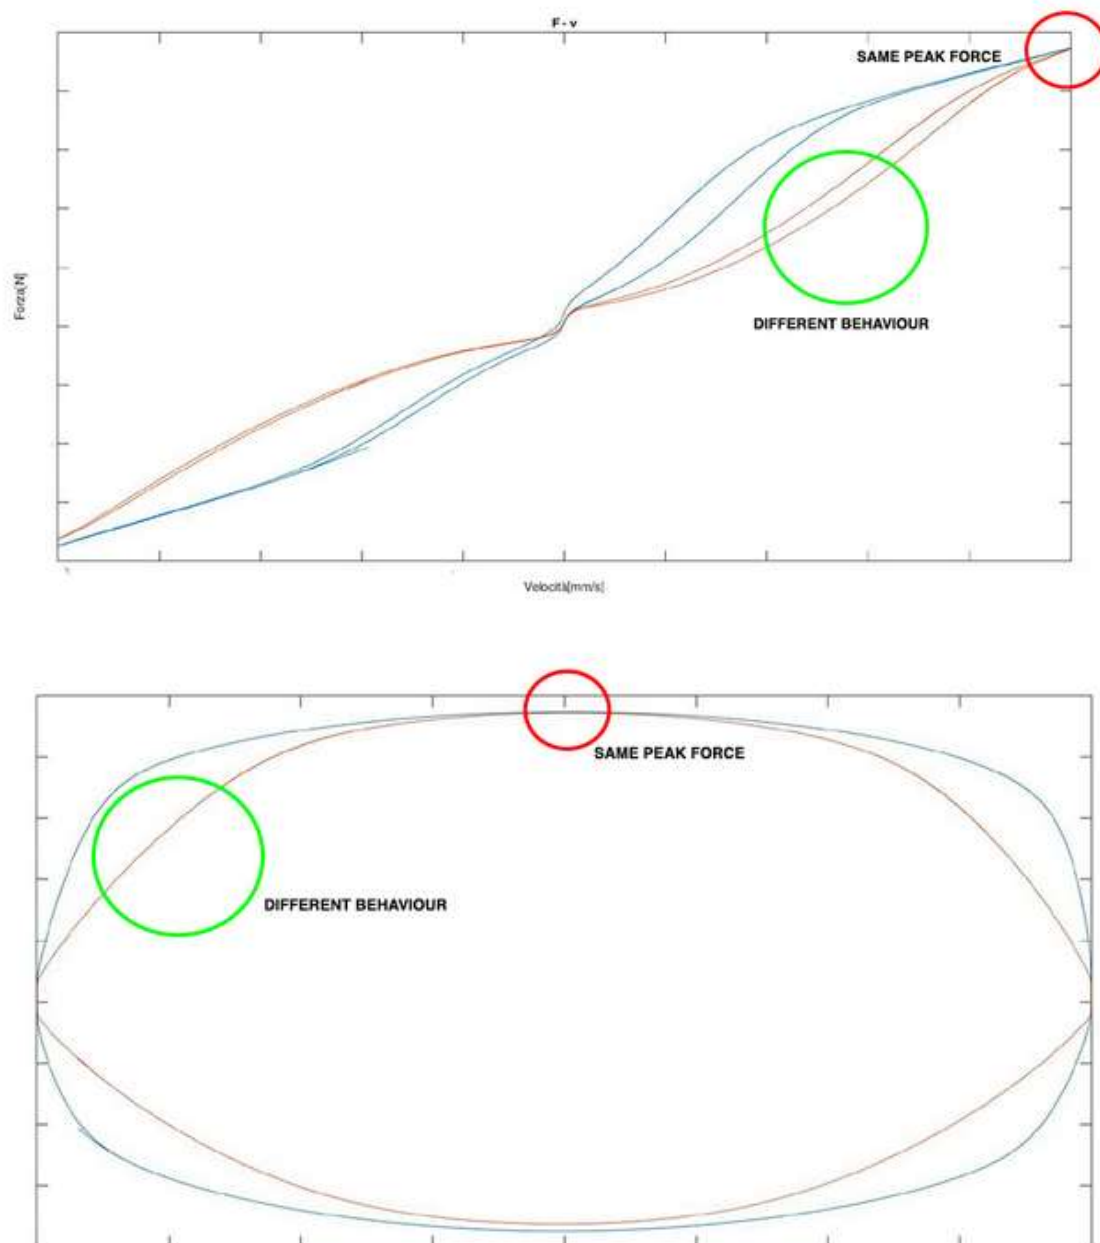 F - v
SAME PEAK FORCE
DIFFERENT BEHAVIOUR
Forza[N]
Velocità[mm/s]
SAME PEAK FORCE
DIFFERENT BEHAVIOUR